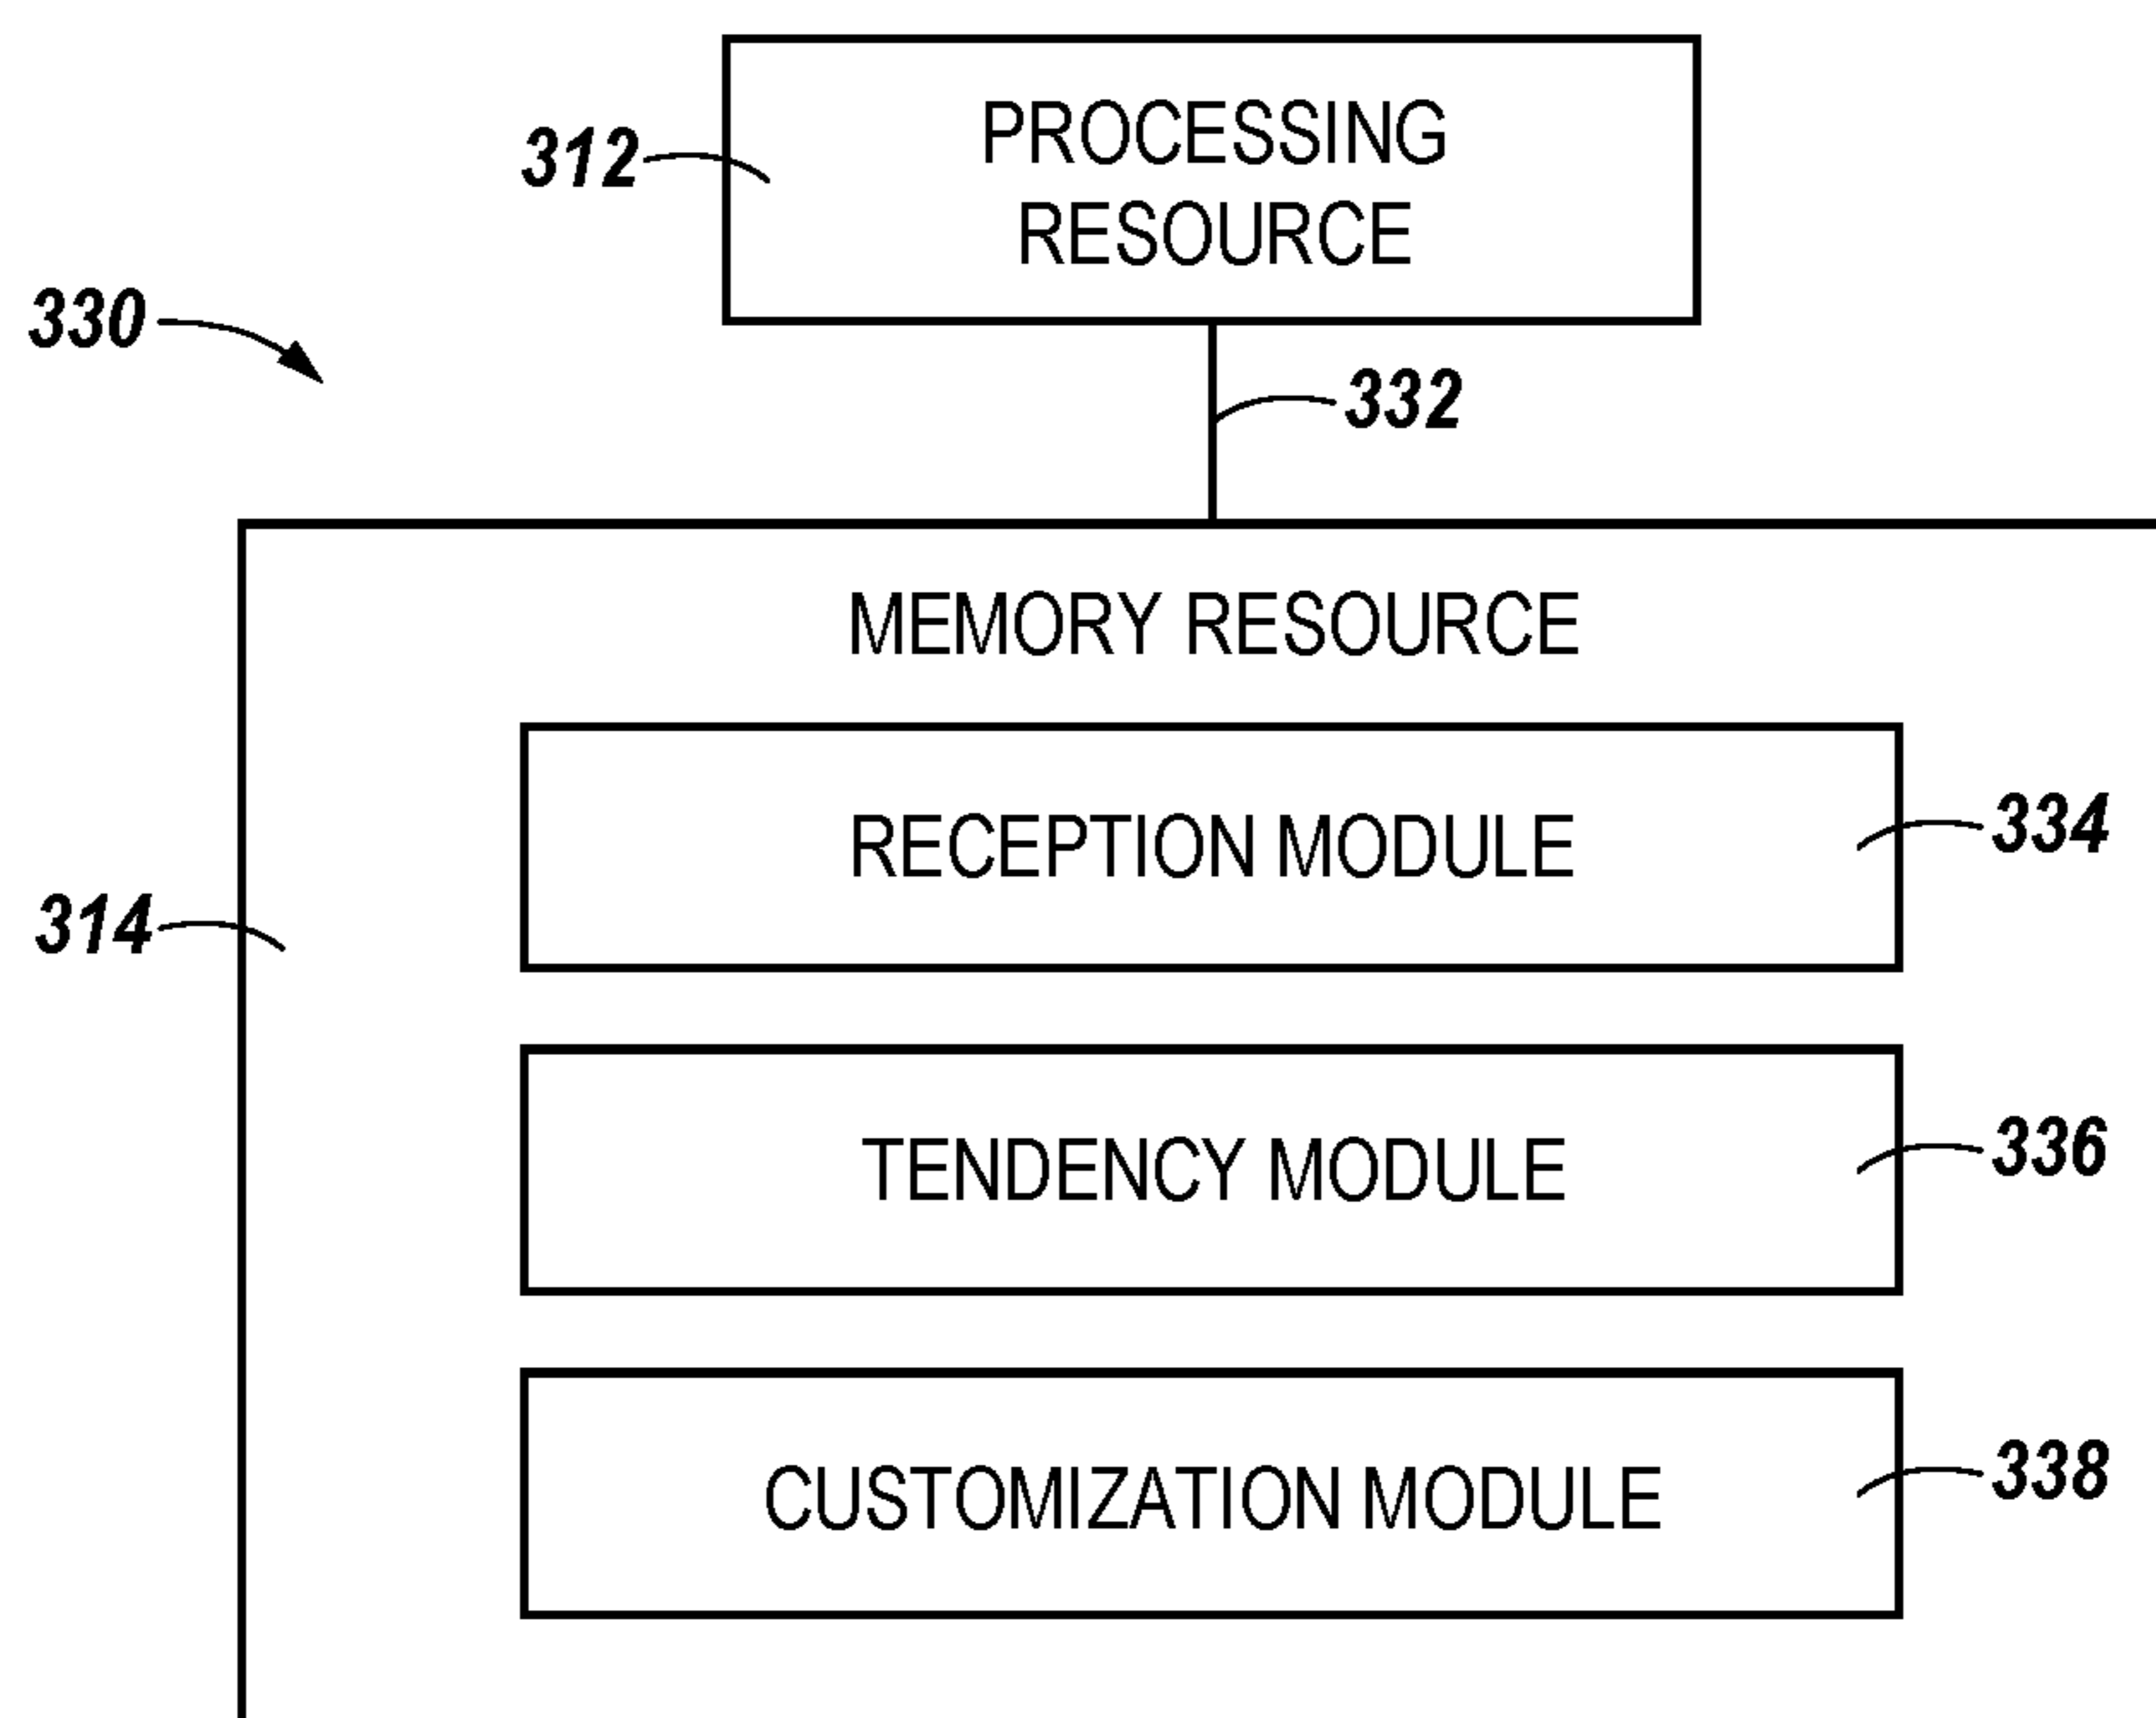 PROCESSING
RESOURCE
312
330
332
MEMORY RESOURCE
RECEPTION MODULE
334
314
TENDENCY MODULE
336
CUSTOMIZATION MODULE
338